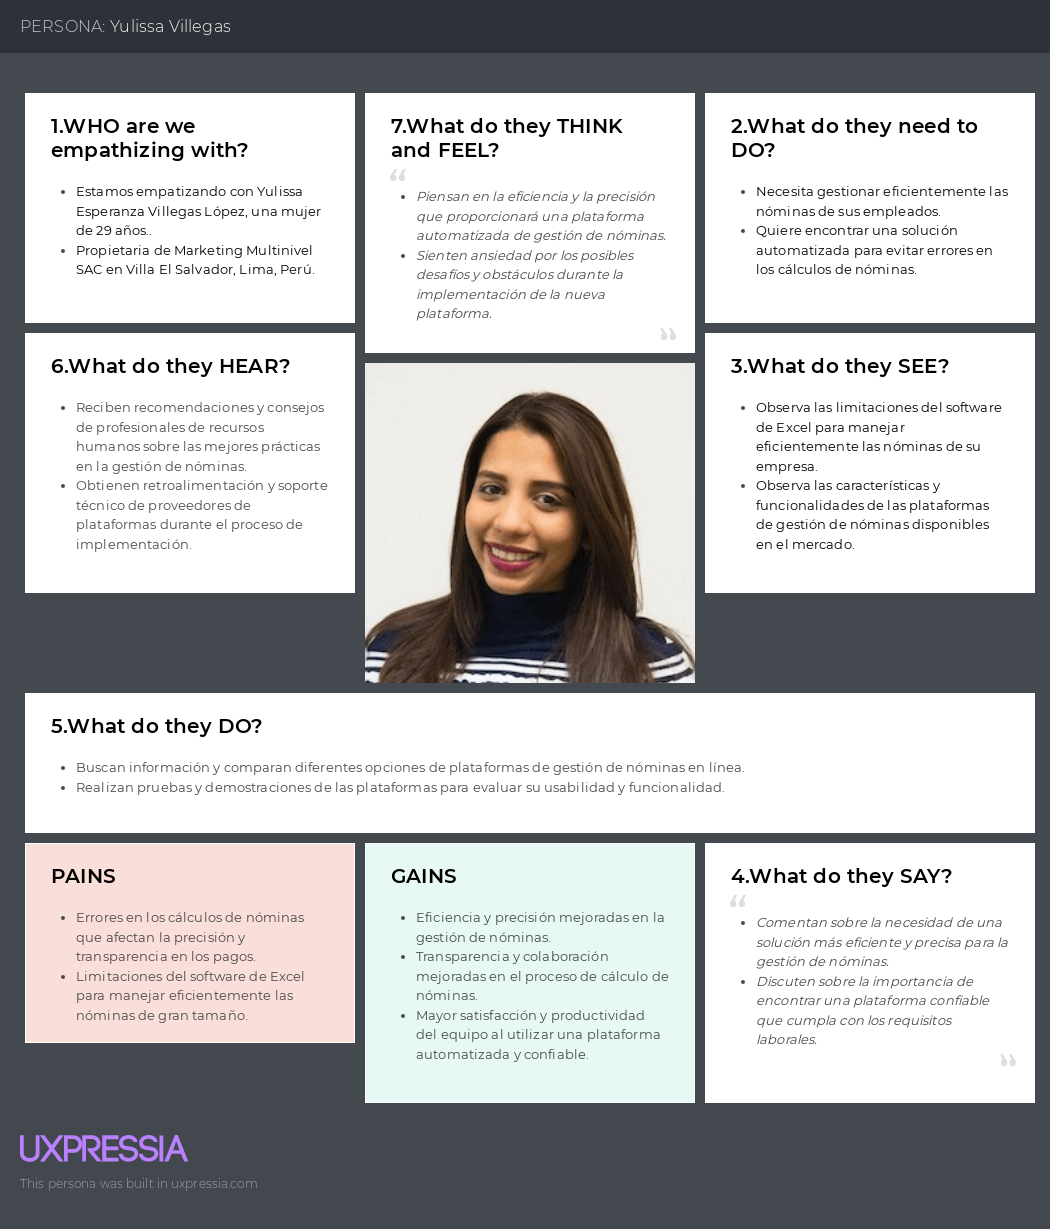 PERSONA: Yulissa Villegas
1.WHO are we
empathizing with?
Estamos empatizando con Yulissa
Esperanza Villegas López, una mujer
de 29 años..
Propietaria de Marketing Multinivel
SAC en Villa El Salvador, Lima, Perú.
7.What do they THINK
and FEEL?
“
Piensan en la eficiencia y la precisión
que proporcionará una plataforma
automatizada de gestión de nóminas.
Sienten ansiedad por los posibles
desafíos y obstáculos durante la
implementación de la nueva
plataforma.
”
2.What do they need to
DO?
Necesita gestionar eficientemente las
nóminas de sus empleados.
Quiere encontrar una solución
automatizada para evitar errores en
los cálculos de nóminas.
6.What do they HEAR?
Reciben recomendaciones y consejos
de profesionales de recursos
humanos sobre las mejores prácticas
en la gestión de nóminas.
Obtienen retroalimentación y soporte
técnico de proveedores de
plataformas durante el proceso de
implementación.
3.What do they SEE?
Observa las limitaciones del software
de Excel para manejar
eficientemente las nóminas de su
empresa.
Observa las características y
funcionalidades de las plataformas
de gestión de nóminas disponibles
en el mercado.
5.What do they DO?
Buscan información y comparan diferentes opciones de plataformas de gestión de nóminas en línea.
Realizan pruebas y demostraciones de las plataformas para evaluar su usabilidad y funcionalidad.
PAINS
Errores en los cálculos de nóminas
que afectan la precisión y
transparencia en los pagos.
Limitaciones del software de Excel
para manejar eficientemente las
nóminas de gran tamaño.
GAINS
Eficiencia y precisión mejoradas en la
gestión de nóminas.
Transparencia y colaboración
mejoradas en el proceso de cálculo de
nóminas.
Mayor satisfacción y productividad
del equipo al utilizar una plataforma
automatizada y confiable.
4.What do they SAY?
“
Comentan sobre la necesidad de una
solución más eficiente y precisa para la
gestión de nóminas.
Discuten sobre la importancia de
encontrar una plataforma confiable
que cumpla con los requisitos
laborales.
”
UXPRESSIA
This persona was built in uxpressia.com